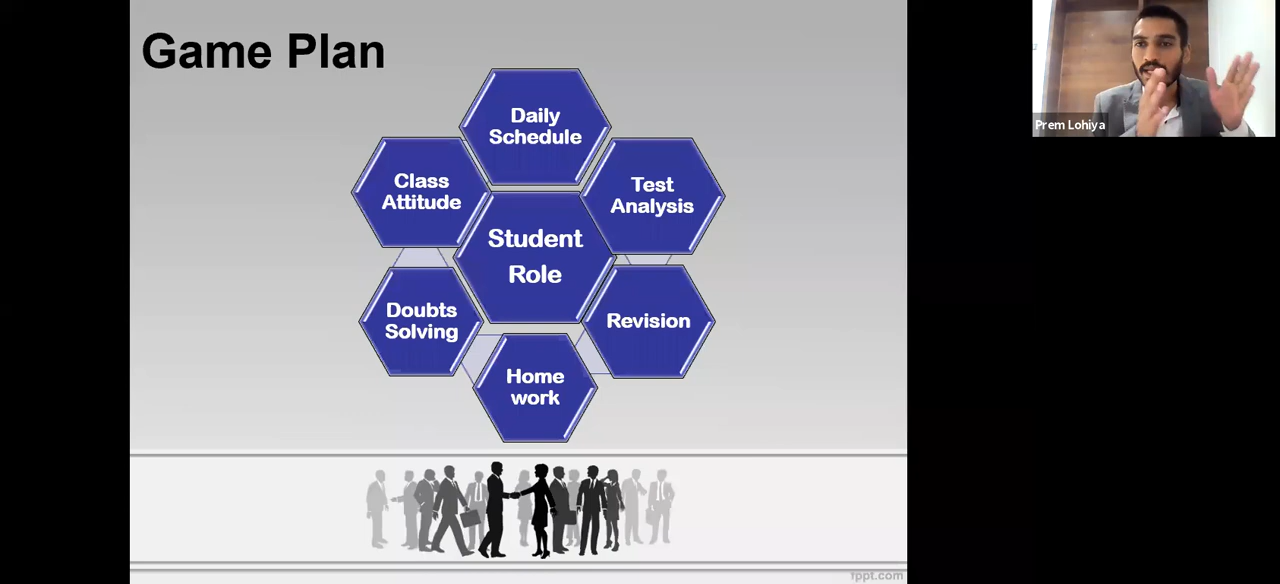 Game Plan
Daily
Schedule
Class
Attitude
Test
Analysis
Student
Role
Doubts
Solving
Revision
Home
work
fppt.com
Prem Lohiya